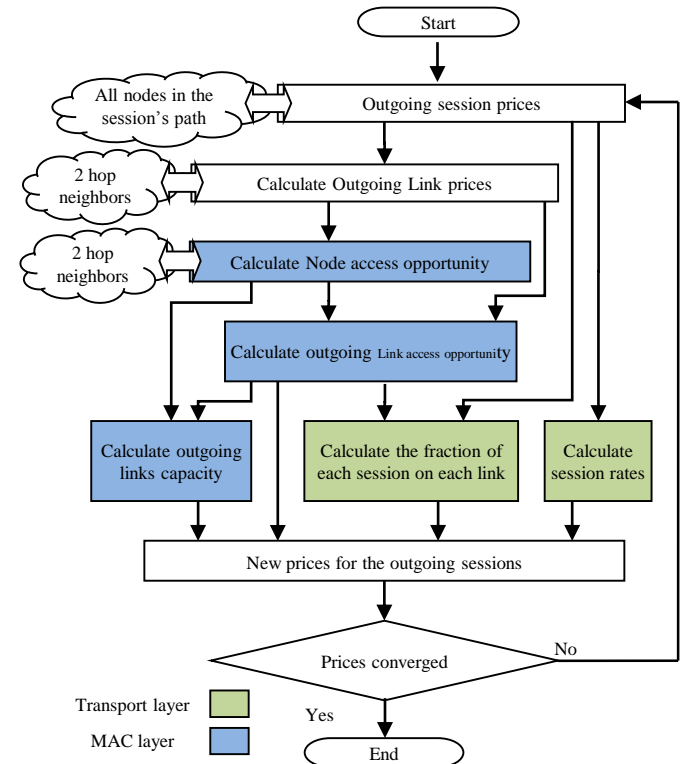 Start
All nodes in the
session's path
Outgoing session prices
2 hop
neighbors
Calculate Outgoing Link prices
2 hop
neighbors
Calculate Node access opportunity
Calculate outgoing Link access opportunity
Calculate outgoing
links capacity
Calculate the fraction of
each session on each link
Calculate
session rates
New prices for the outgoing sessions
Prices converged
No
Transport layer
Yes
MAC layer
End